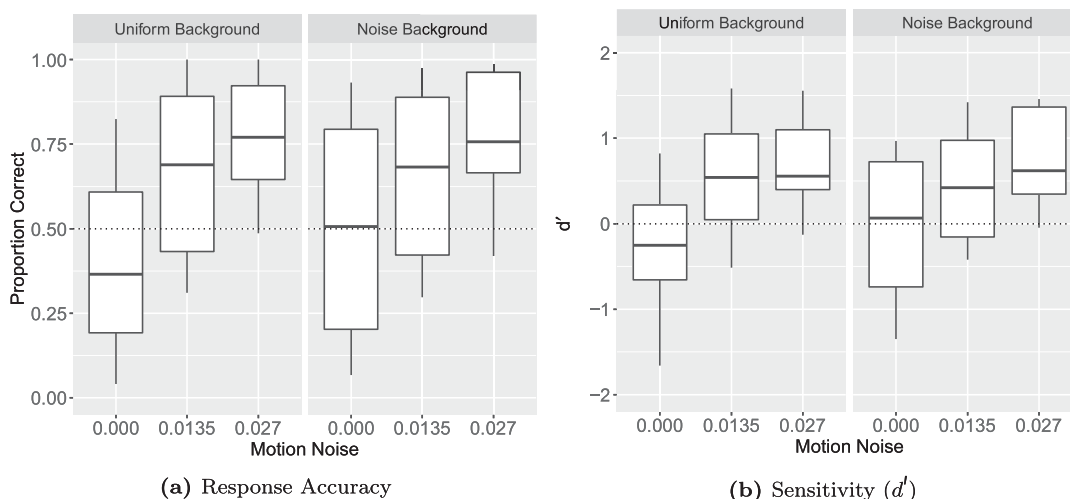 Uniform Background Noise Background
1.00
0.75
0.50
0.25
0.00
Proportion Correct
0.000 0.0135 0.027 0.000 0.0135 0.027
Motion Noise
(a) Response Accuracy
Uniform Background Noise Background
2
1
0
−1
−2
d′
0.000 0.0135 0.027 0.000 0.0135 0.027
Motion Noise
(b) Sensitivity (d′)